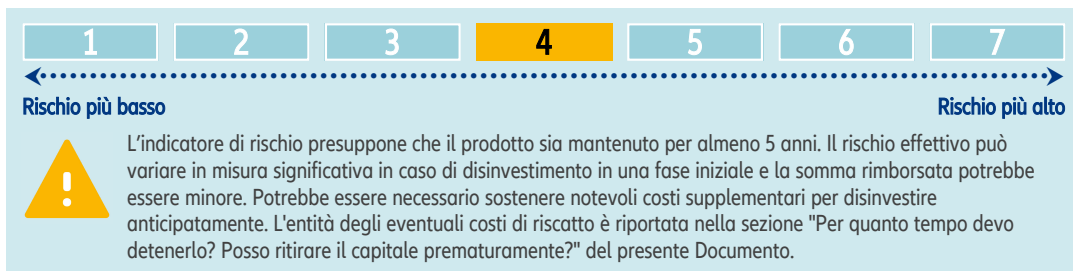 1 2 3 4 5 6 7
Rischio più basso Rischio più alto
L'indicatore di rischio presuppone che il prodotto sia mantenuto per almeno 5 anni. Il rischio effettivo può
variare in misura significativa in caso di disinvestimento in una fase iniziale e la somma rimborsata potrebbe
essere minore. Potrebbe essere necessario sostenere notevoli costi supplementari per disinvestire
anticipatamente. L'entità degli eventuali costi di riscatto è riportata nella sezione "Per quanto tempo devo
detenerlo? Posso ritirare il capitale prematuramente?" del presente Documento.